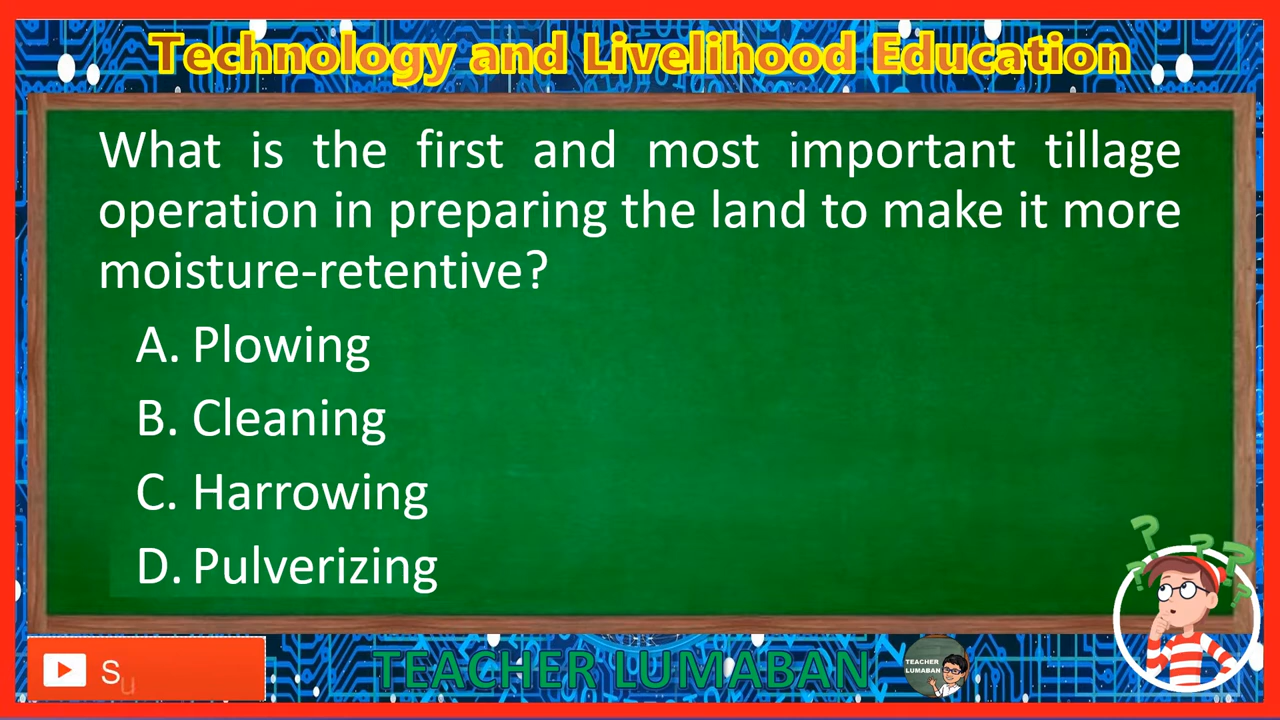 Technology and Livelihood Education
What is the first and most important tillage
operation in preparing the land to make it more
moisture-retentive?
A. Plowing
B. Cleaning
C. Harrowing
D. Pulverizing
Su
TEACHER LUMABAN
TEACHER
LUMABAN